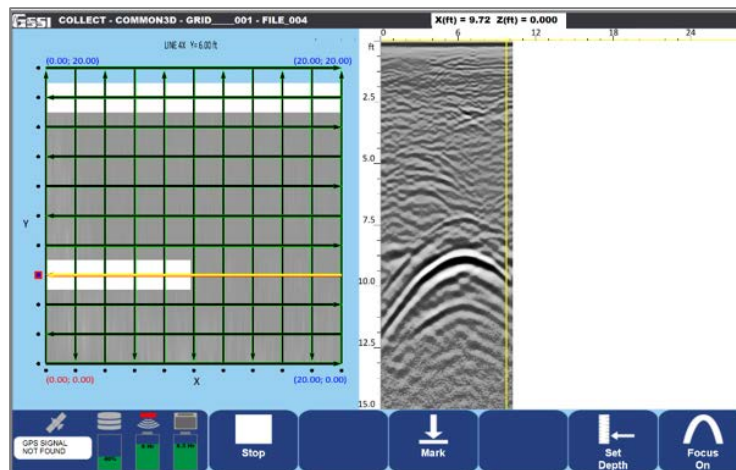 GSSI COLLECT - COMMON3D - GRID____001 - FILE_004 X(ft) = 9.72 Z(ft) = 0.000
LINE 4X Y= 6.00 ft
(0.00; 20.00) (20.00; 20.00)
Y
X
(0.00; 0.00) (20.00; 0.00)
0 6 12 18 24
ft
2.5
5.0
7.5
10.0
12.5
15.0
GPS SIGNAL
NOT FOUND
Stop
Mark
Set
Depth
Focus
On